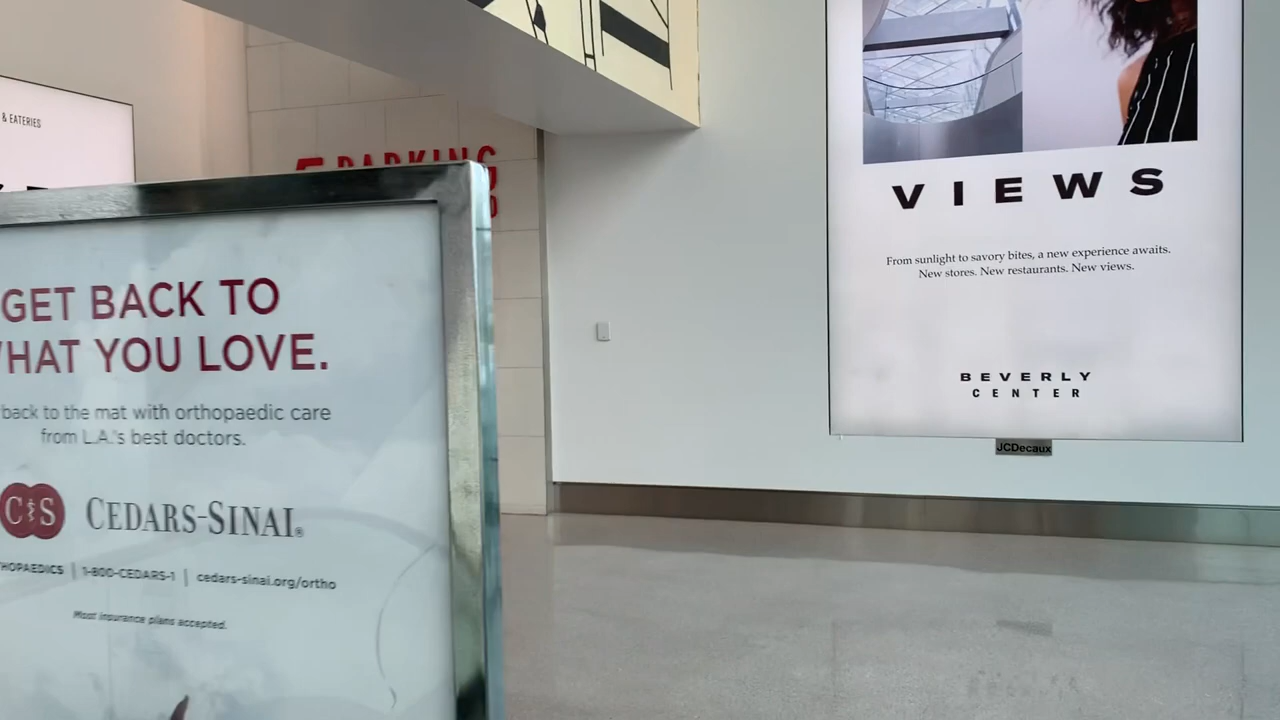 & EATERIES
PARKING
GET BACK TO
WHAT YOU LOVE.
back to the mat with orthopaedic care
from L.A.'s best doctors.
C S CEDARS-SINAI®
THOPAEDICS | 1-800-CEDARS-1 | cedars-sinai.org/ortho
Most insurance plans accepted.
VIEWS
From sunlight to savory bites, a new experience awaits.
New stores. New restaurants. New views.
BEVERLY
CENTER
JCDecaux